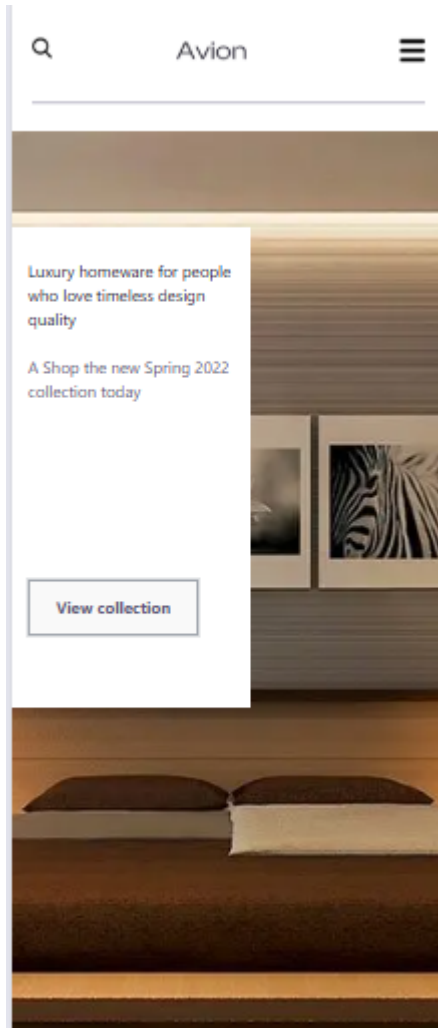 Avion
Luxury homeware for people
who love timeless design
quality
A Shop the new Spring 2022
collection today
View collection